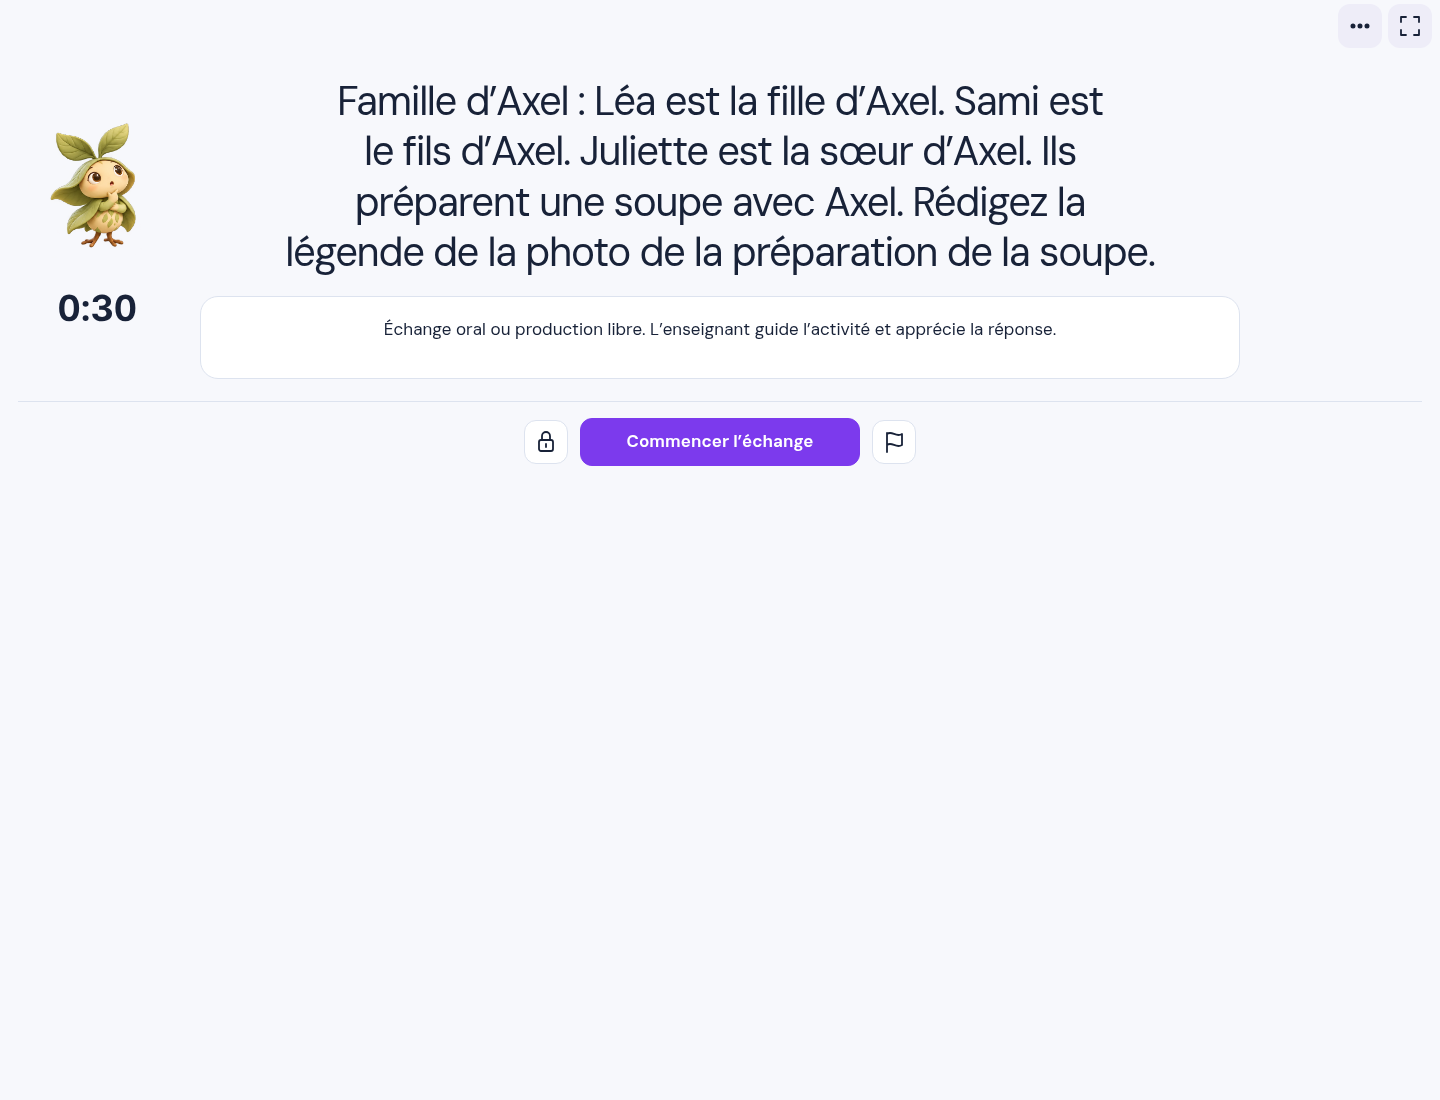 Famille d’Axel : Léa est la fille d’Axel. Sami est
le fils d’Axel. Juliette est la sœur d’Axel. Ils
préparent une soupe avec Axel. Rédigez la
légende de la photo de la préparation de la soupe.
0:30
Échange oral ou production libre. L’enseignant guide l’activité et apprécie la réponse.
Commencer l’échange